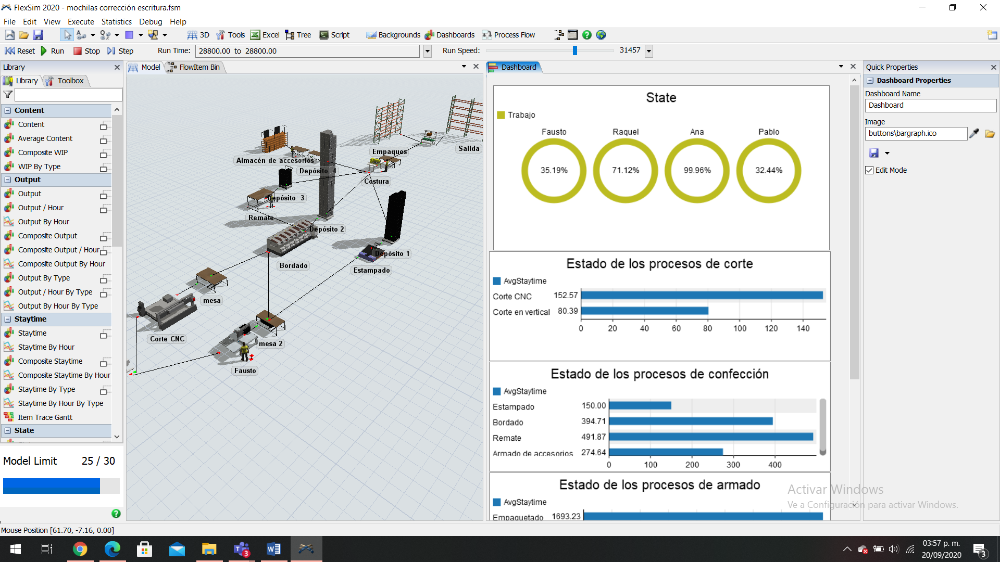 FlexSim 2020 - mochilas corrección escritura.fsm
File Edit View Execute Statistics Debug Help
3D Tools Excel Tree Script Backgrounds Dashboards Process Flow
Reset Run Stop Step Run Time: 28800.00 to 28800.00 Run Speed: 31457
Library
Library Toolbox
Content
Content
Average Content
Composite WIP
WIP By Type
Output
Output
Output / Hour
Output By Hour
Composite Output
Composite Output / Hour
Composite Output By Hour
Output By Type
Output / Hour By Type
Output By Hour By Type
Staytime
Staytime
Staytime By Hour
Composite Staytime
Composite Staytime By Hour
Staytime By Type
Staytime By Hour By Type
Item Trace Gantt
State
Model Limit 25 / 30
Mouse Position [61.70, -7.16, 0.00]
Model FlowItem Bin
Salida
Empaques
Almacén de accesorios
Depósito 4
Costura
Depósito 3
Remate
Depósito 2
Depósito 1
Bordado
Estampado
mesa
Corte CNC
mesa 2
Fausto
Dashboard
State
Trabajo
Fausto Raquel Ana Pablo
35.19% 71.12% 99.96% 32.44%
Estado de los procesos de corte
AvgStaytime
Corte CNC 152.57
Corte en vertical 80.39
0 20 40 60 80 100 120 140
Estado de los procesos de confección
AvgStaytime
Estampado 150.00
Bordado 394.71
Remate 491.87
Armado de accesorios 274.64
0 100 200 300 400
Estado de los procesos de armado
AvgStaytime
Empaquetado 1693.23
Quick Properties
Dashboard Properties
Dashboard Name
Dashboard
Image
buttons\bargraph.ico
Edit Mode
Activar Windows
Ve a Configuración para activar Windows.
3
03:57 p. m.
20/09/2020
3